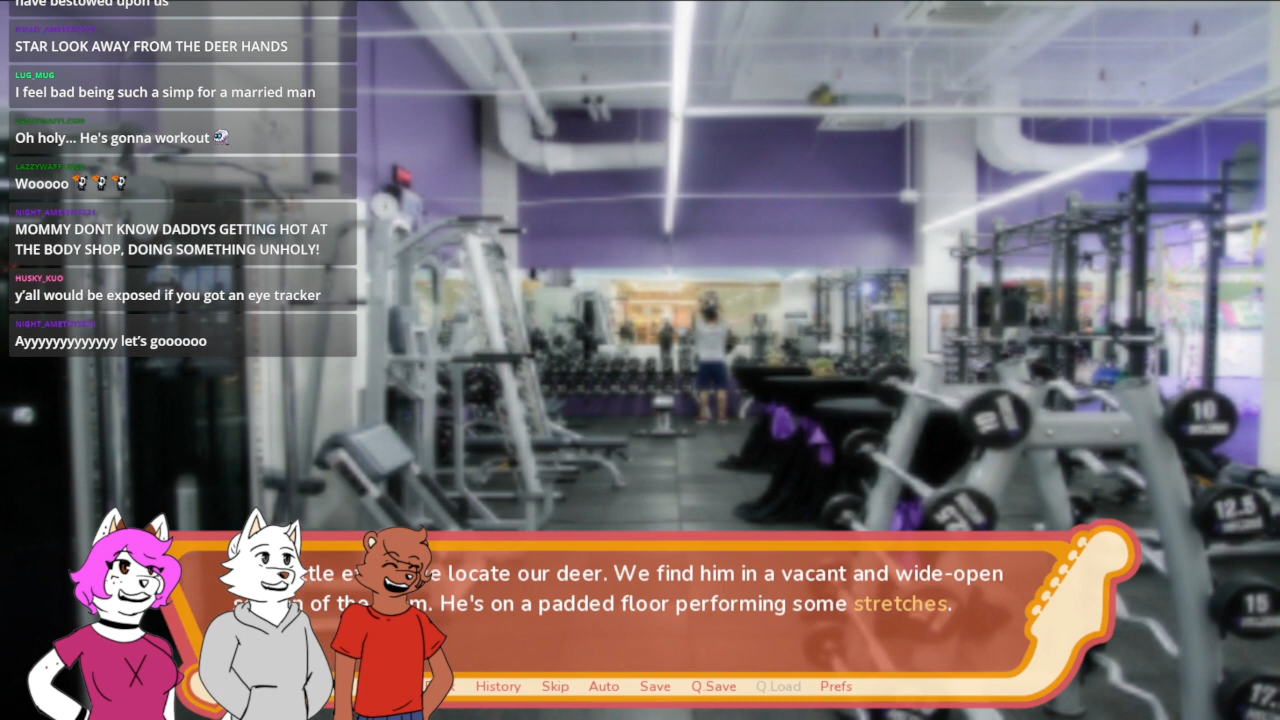 have bestowed upon us
STAR LOOK AWAY FROM THE DEER HANDS
LUG_MUG
I feel bad being such a simp for a married man
Oh holy... He's gonna workout
Wooooo
MOMMY DONT KNOW DADDYS GETTING HOT AT
THE BODY SHOP, DOING SOMETHING UNHOLY!
HUSKY_KUO
y'all would be exposed if you got an eye tracker
Ayyyyyyyyyyyy let's goooooo
locate our deer. We find him in a vacant and wide-open
of the He's on a padded floor performing some stretches.
History Skip Auto Save Q.Save Q.Load Prefs
10
10
12.5
15